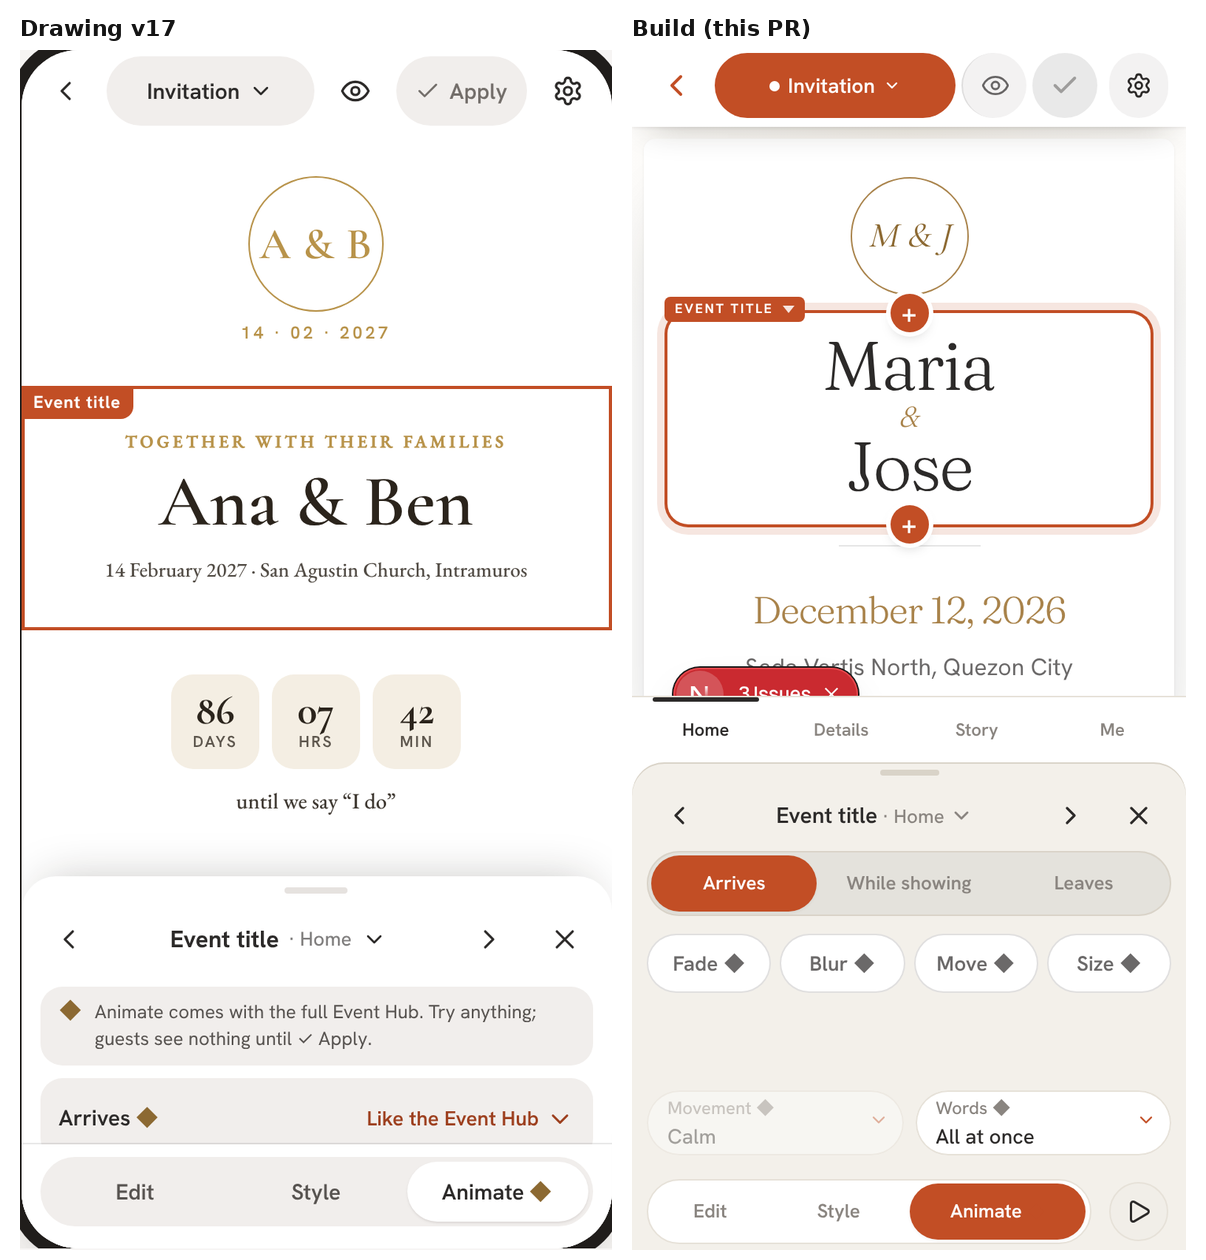 Drawing v17
Invitation
Apply
A & B
14 · 02 · 2027
Event title
TOGETHER WITH THEIR FAMILIES
Ana & Ben
14 February 2027 · San Agustin Church, Intramuros
86
DAYS
07
HRS
42
MIN
until we say “I do”
Event title · Home
Animate comes with the full Event Hub. Try anything;
guests see nothing until ✓ Apply.
Arrives
Like the Event Hub
Edit
Style
Animate
Build (this PR)
Invitation
M & J
EVENT TITLE
Maria
&
Jose
December 12, 2026
Vertis North, Quezon City
3 Issues
Home
Details
Story
Me
Event title · Home
Arrives
While showing
Leaves
Fade
Blur
Move
Size
Movement
Calm
Words
All at once
Edit
Style
Animate